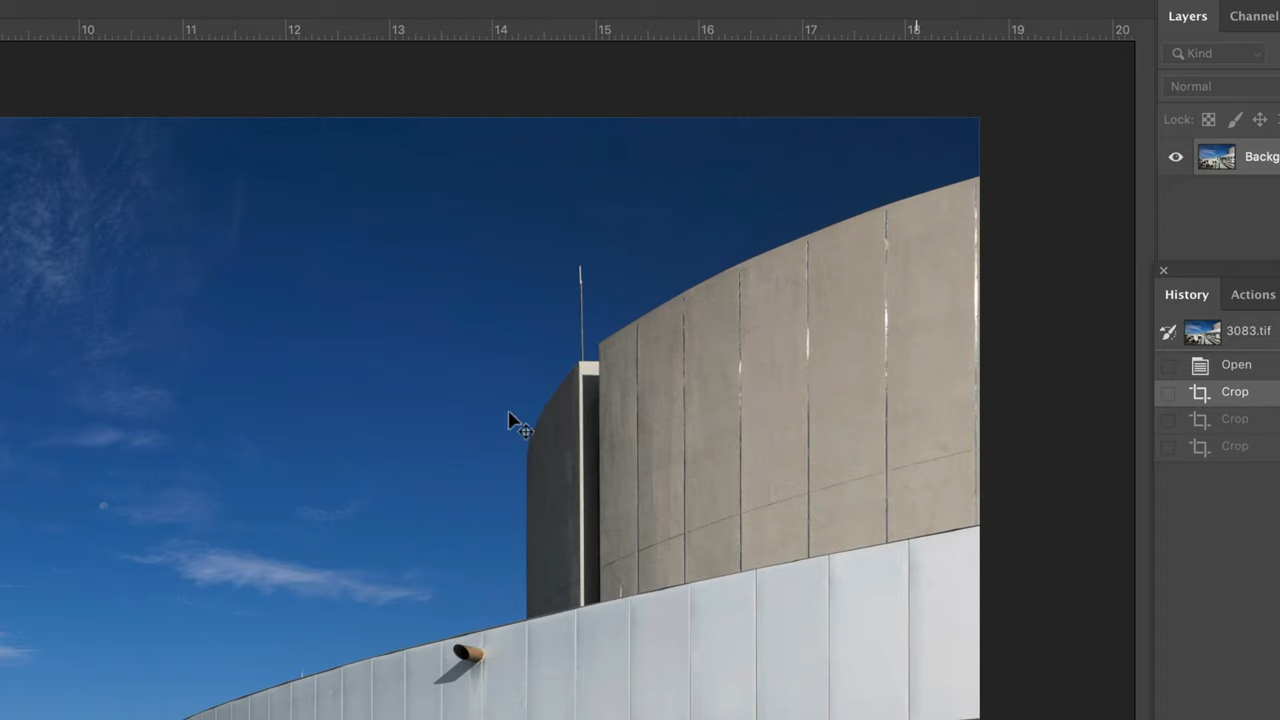 10 11 12 13 14 15 16 17 18 19 20
Layers Channel
Kind
Normal
Lock:
Backg
History Actions
3083.tif
Open
Crop
Crop
Crop